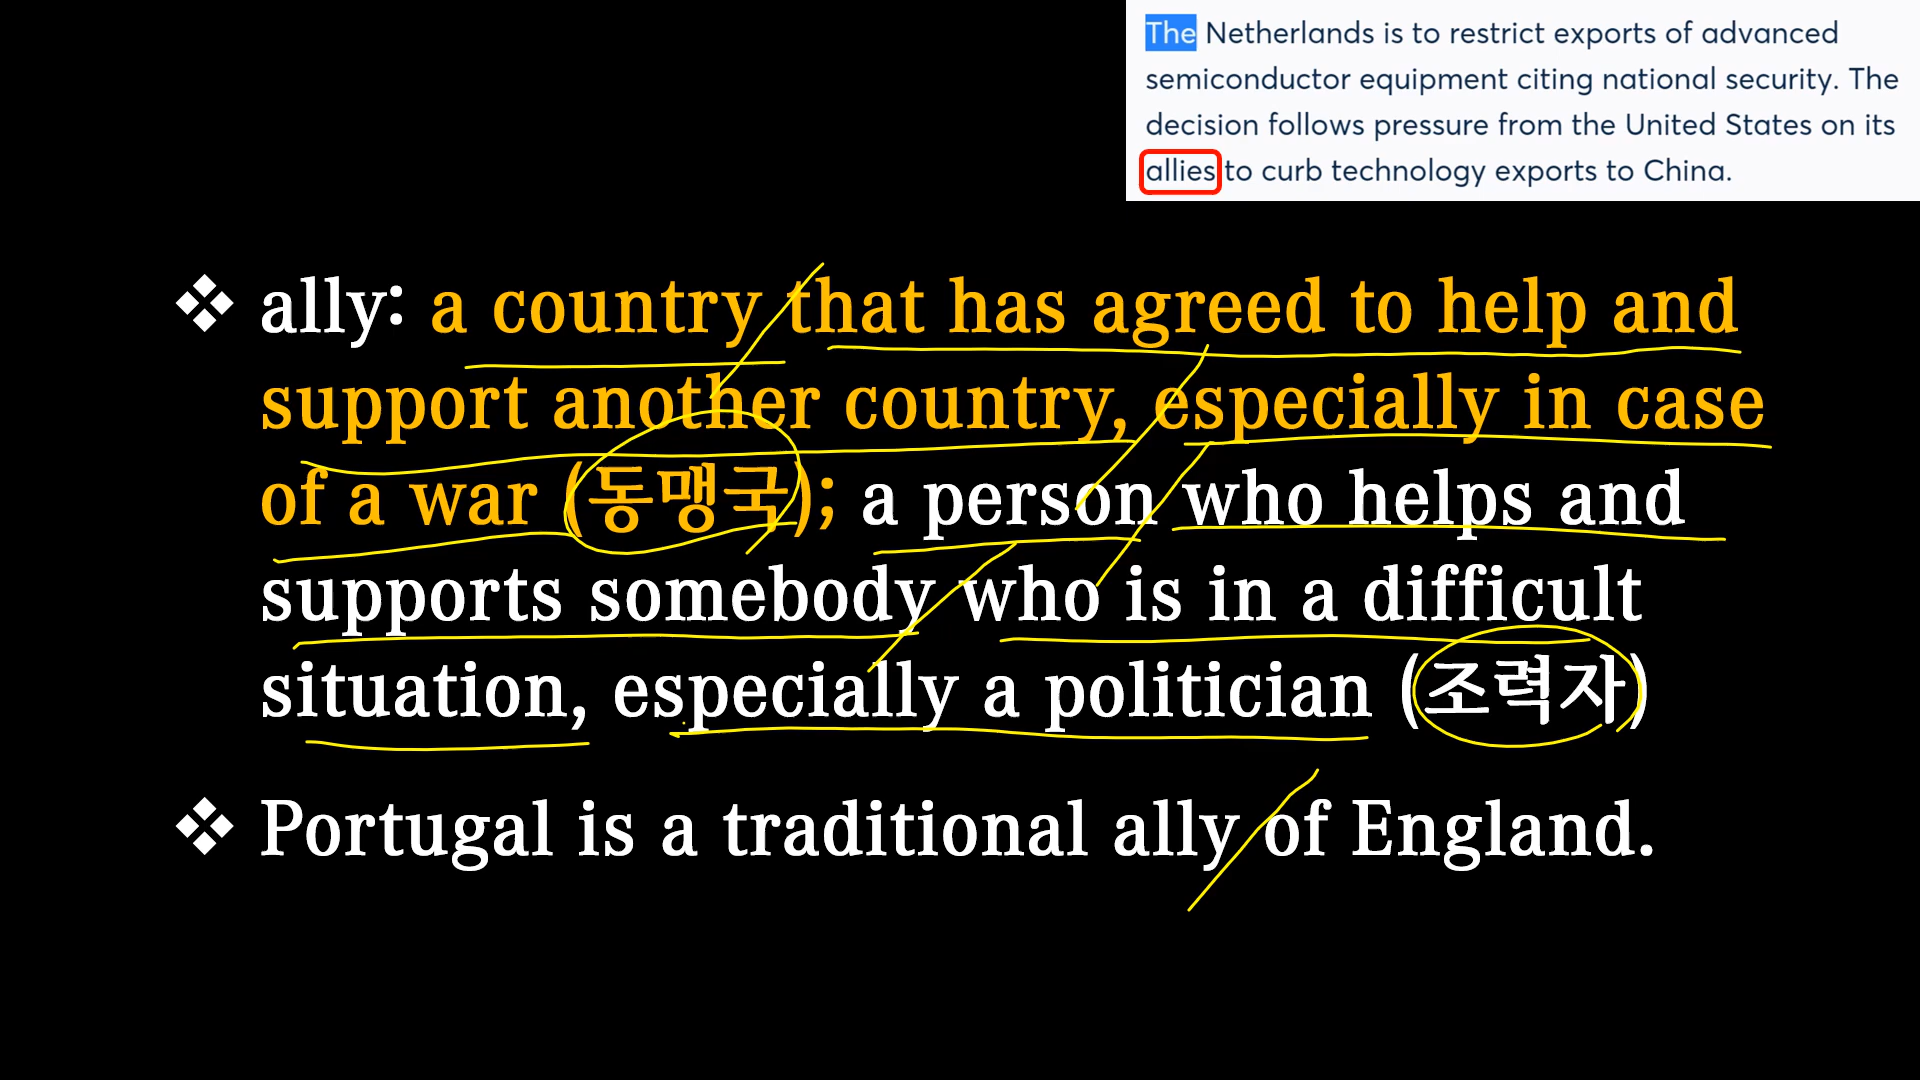 The Netherlands is to restrict exports of advanced
semiconductor equipment citing national security. The
decision follows pressure from the United States on its
allies to curb technology exports to China.
❖ ally: a country that has agreed to help and
support another country, especially in case
of a war (동맹국); a person who helps and
supports somebody who is in a difficult
situation, especially a politician (조력자)
❖ Portugal is a traditional ally of England.